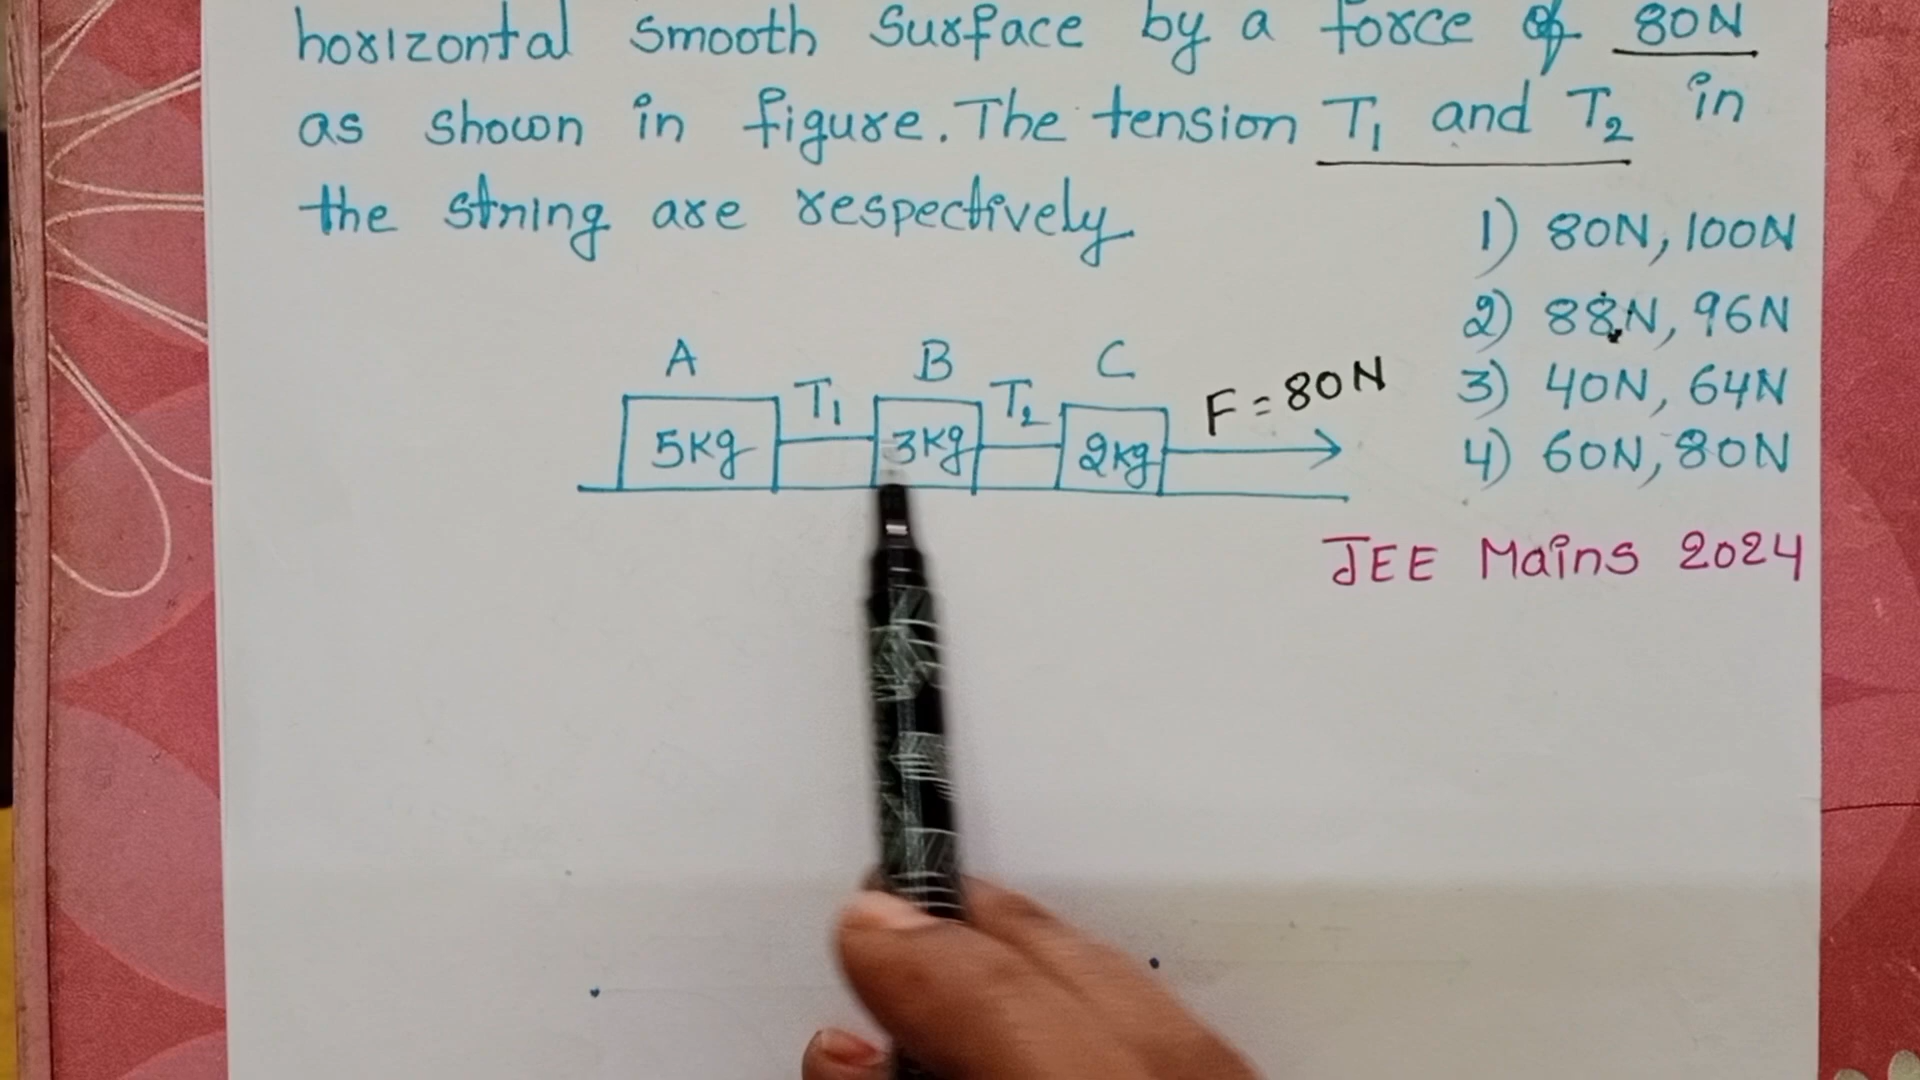 horizontal smooth surface by a force of 80N
as shown in figure. The tension T₁ and T₂ in
the string are respectively
1) 80N, 100N
2) 88N, 96N
3) 40N, 64N
4) 60N, 80N
A B C
T₁ T₂ F = 80N
5kg 3kg 2kg
JEE Mains 2024